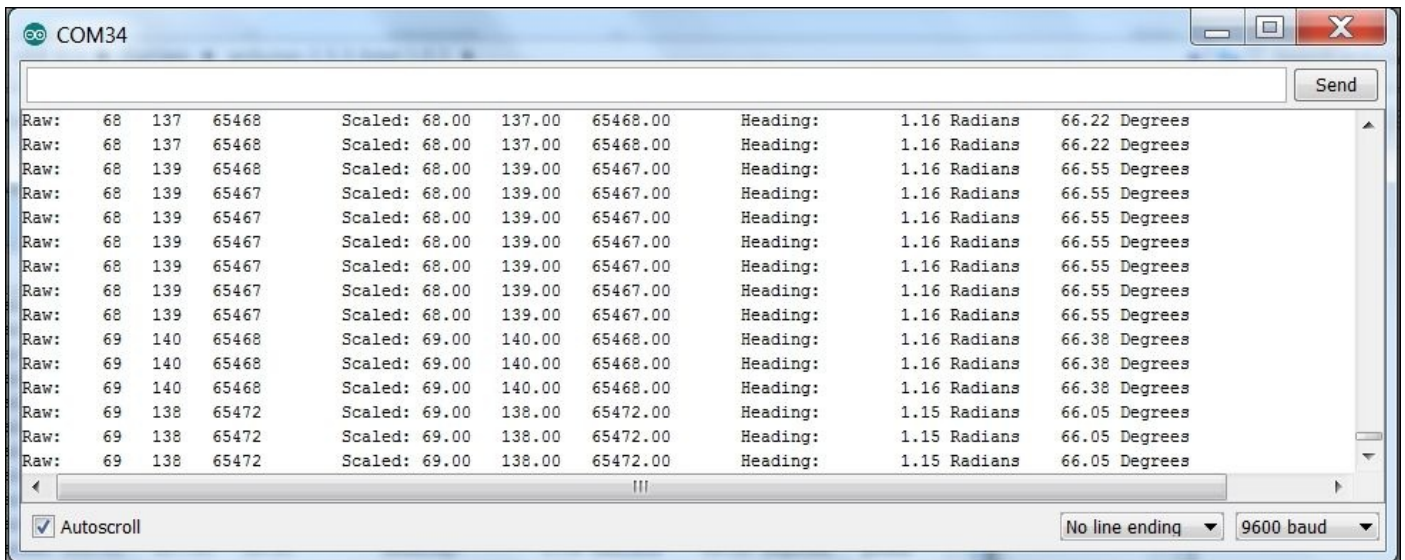 COM34
Send
Raw: 68 137 65468 Scaled: 68.00 137.00 65468.00 Heading: 1.16 Radians 66.22 Degrees
Raw: 68 137 65468 Scaled: 68.00 137.00 65468.00 Heading: 1.16 Radians 66.22 Degrees
Raw: 68 139 65468 Scaled: 68.00 139.00 65467.00 Heading: 1.16 Radians 66.55 Degrees
Raw: 68 139 65467 Scaled: 68.00 139.00 65467.00 Heading: 1.16 Radians 66.55 Degrees
Raw: 68 139 65467 Scaled: 68.00 139.00 65467.00 Heading: 1.16 Radians 66.55 Degrees
Raw: 68 139 65467 Scaled: 68.00 139.00 65467.00 Heading: 1.16 Radians 66.55 Degrees
Raw: 68 139 65467 Scaled: 68.00 139.00 65467.00 Heading: 1.16 Radians 66.55 Degrees
Raw: 68 139 65467 Scaled: 68.00 139.00 65467.00 Heading: 1.16 Radians 66.55 Degrees
Raw: 68 139 65467 Scaled: 68.00 139.00 65467.00 Heading: 1.16 Radians 66.55 Degrees
Raw: 69 140 65468 Scaled: 69.00 140.00 65468.00 Heading: 1.16 Radians 66.38 Degrees
Raw: 69 140 65468 Scaled: 69.00 140.00 65468.00 Heading: 1.16 Radians 66.38 Degrees
Raw: 69 140 65468 Scaled: 69.00 140.00 65468.00 Heading: 1.16 Radians 66.38 Degrees
Raw: 69 138 65472 Scaled: 69.00 138.00 65472.00 Heading: 1.15 Radians 66.05 Degrees
Raw: 69 138 65472 Scaled: 69.00 138.00 65472.00 Heading: 1.15 Radians 66.05 Degrees
Raw: 69 138 65472 Scaled: 69.00 138.00 65472.00 Heading: 1.15 Radians 66.05 Degrees
Autoscroll No line ending 9600 baud